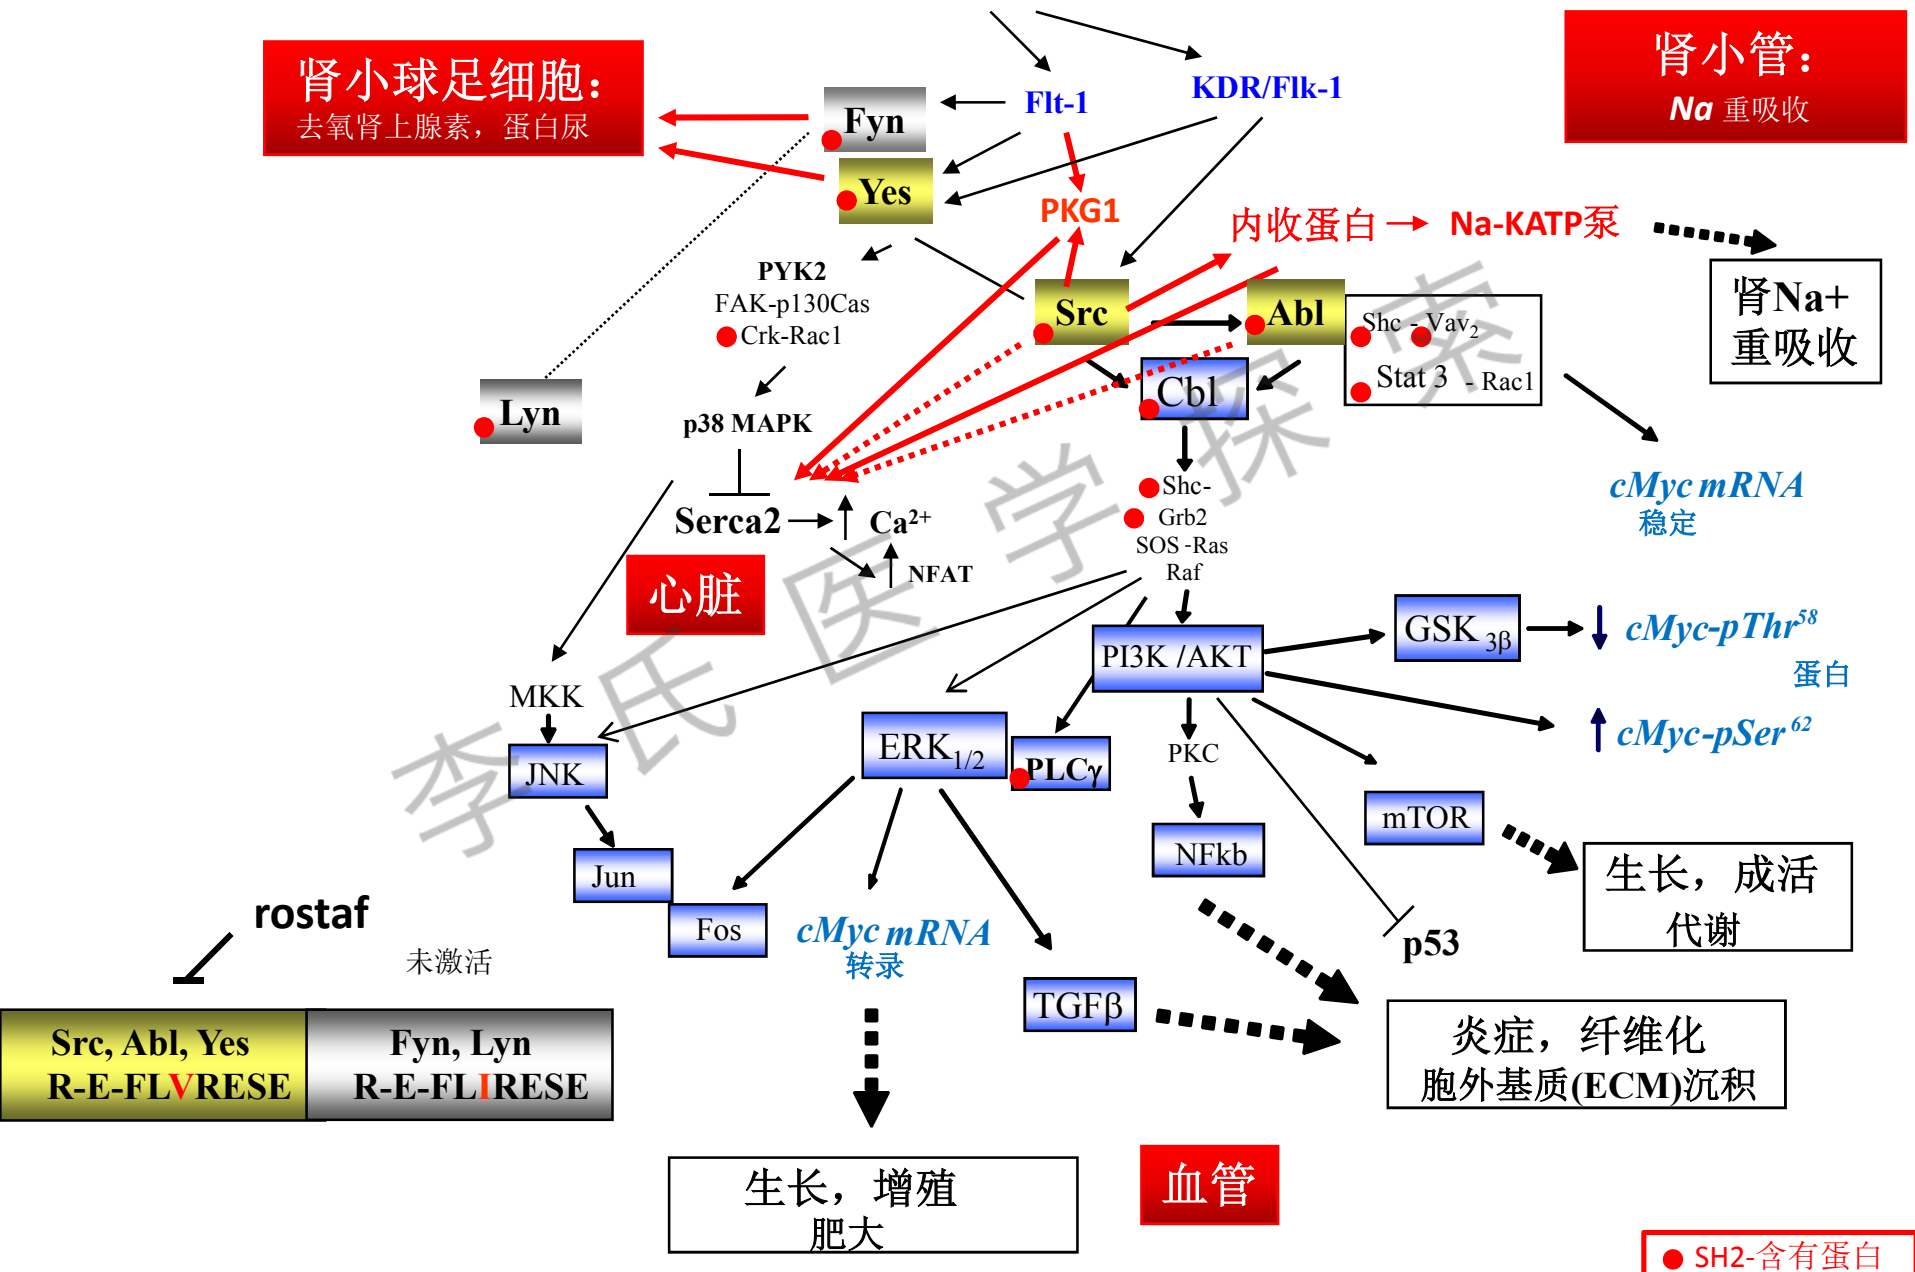 肾小球足细胞：
去氧肾上腺素，蛋白尿
肾小管：
Na 重吸收
Flt-1
KDR/Flk-1
Fyn
Yes
PKG1
内收蛋白
Na-KATP泵
肾Na+
重吸收
PYK2
FAK-p130Cas
Crk-Rac1
Src
Abl
Shc - Vav2
Stat 3 - Rac1
Cbl
Lyn
p38 MAPK
Serca2
Ca2+
NFAT
Shc-
Grb2
SOS -Ras
Raf
cMyc mRNA
稳定
心脏
PI3K /AKT
GSK 3β
cMyc-pThr58
蛋白
cMyc-pSer 62
MKK
JNK
ERK1/2
PLCγ
PKC
mTOR
NFkb
Jun
Fos
cMyc mRNA
转录
p53
生长，成活
代谢
TGFβ
rostaf
未激活
Src, Abl, Yes
R-E-FLVRESE
Fyn, Lyn
R-E-FLIRESE
炎症，纤维化
胞外基质(ECM)沉积
生长，增殖
肥大
血管
SH2-含有蛋白
李氏医学探索